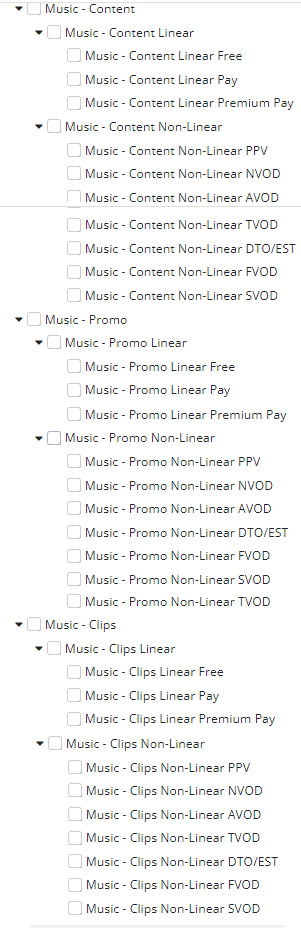 Music - Content
Music - Content Linear
Music - Content Linear Free
Music - Content Linear Pay
Music - Content Linear Premium Pay
Music - Content Non-Linear
Music - Content Non-Linear PPV
Music - Content Non-Linear NVOD
Music - Content Non-Linear AVOD
Music - Content Non-Linear TVOD
Music - Content Non-Linear DTO/EST
Music - Content Non-Linear FVOD
Music - Content Non-Linear SVOD
Music - Promo
Music - Promo Linear
Music - Promo Linear Free
Music - Promo Linear Pay
Music - Promo Linear Premium Pay
Music - Promo Non-Linear
Music - Promo Non-Linear PPV
Music - Promo Non-Linear NVOD
Music - Promo Non-Linear AVOD
Music - Promo Non-Linear DTO/EST
Music - Promo Non-Linear FVOD
Music - Promo Non-Linear SVOD
Music - Promo Non-Linear TVOD
Music - Clips
Music - Clips Linear
Music - Clips Linear Free
Music - Clips Linear Pay
Music - Clips Linear Premium Pay
Music - Clips Non-Linear
Music - Clips Non-Linear PPV
Music - Clips Non-Linear NVOD
Music - Clips Non-Linear AVOD
Music - Clips Non-Linear TVOD
Music - Clips Non-Linear DTO/EST
Music - Clips Non-Linear FVOD
Music - Clips Non-Linear SVOD